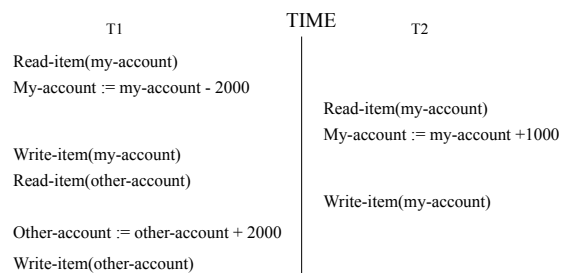 TIME
T1
T2
Read-item(my-account)
My-account := my-account - 2000
Read-item(my-account)
My-account := my-account +1000
Write-item(my-account)
Read-item(other-account)
Write-item(my-account)
Other-account := other-account + 2000
Write-item(other-account)